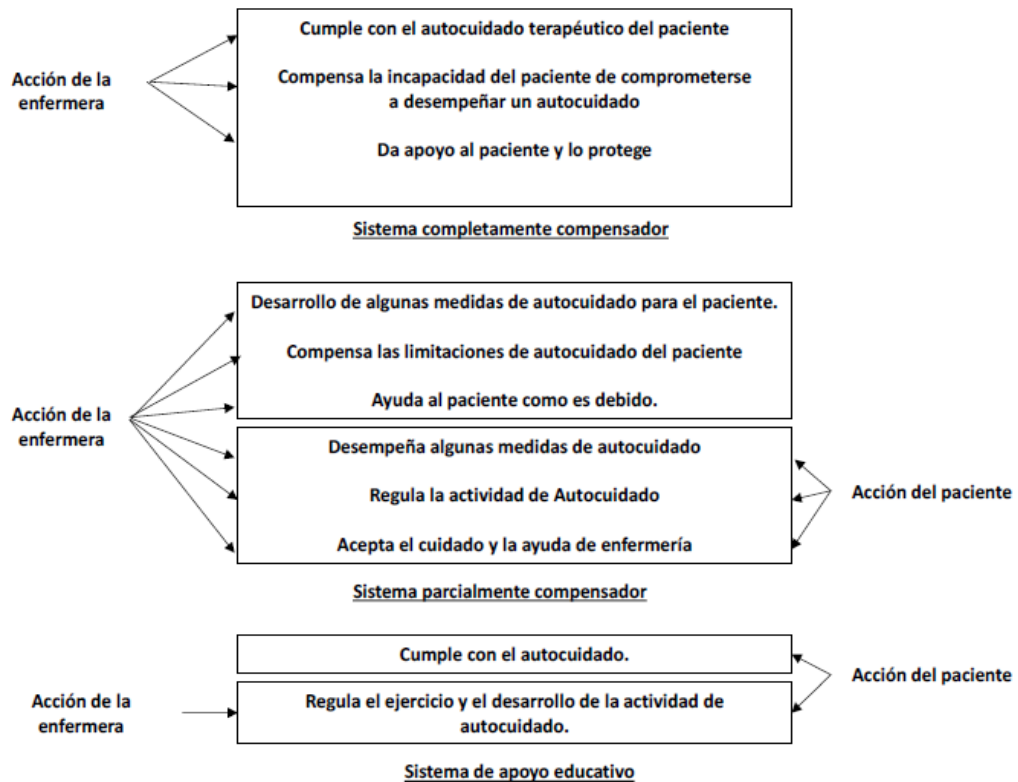 Cumple con el autocuidado terapéutico del paciente
Acción de la
enfermera
Compensa la incapacidad del paciente de comprometerse
a desempeñar un autocuidado
Da apoyo al paciente y lo protege
Sistema completamente compensador
Desarrollo de algunas medidas de autocuidado para el paciente.
Compensa las limitaciones de autocuidado del paciente
Ayuda al paciente como es debido.
Acción de la
enfermera
Desempeña algunas medidas de autocuidado
Regula la actividad de Autocuidado
Acepta el cuidado y la ayuda de enfermería
Acción del paciente
Sistema parcialmente compensador
Cumple con el autocuidado.
Acción del paciente
Acción de la
enfermera
Regula el ejercicio y el desarrollo de la actividad de
autocuidado.
Sistema de apoyo educativo